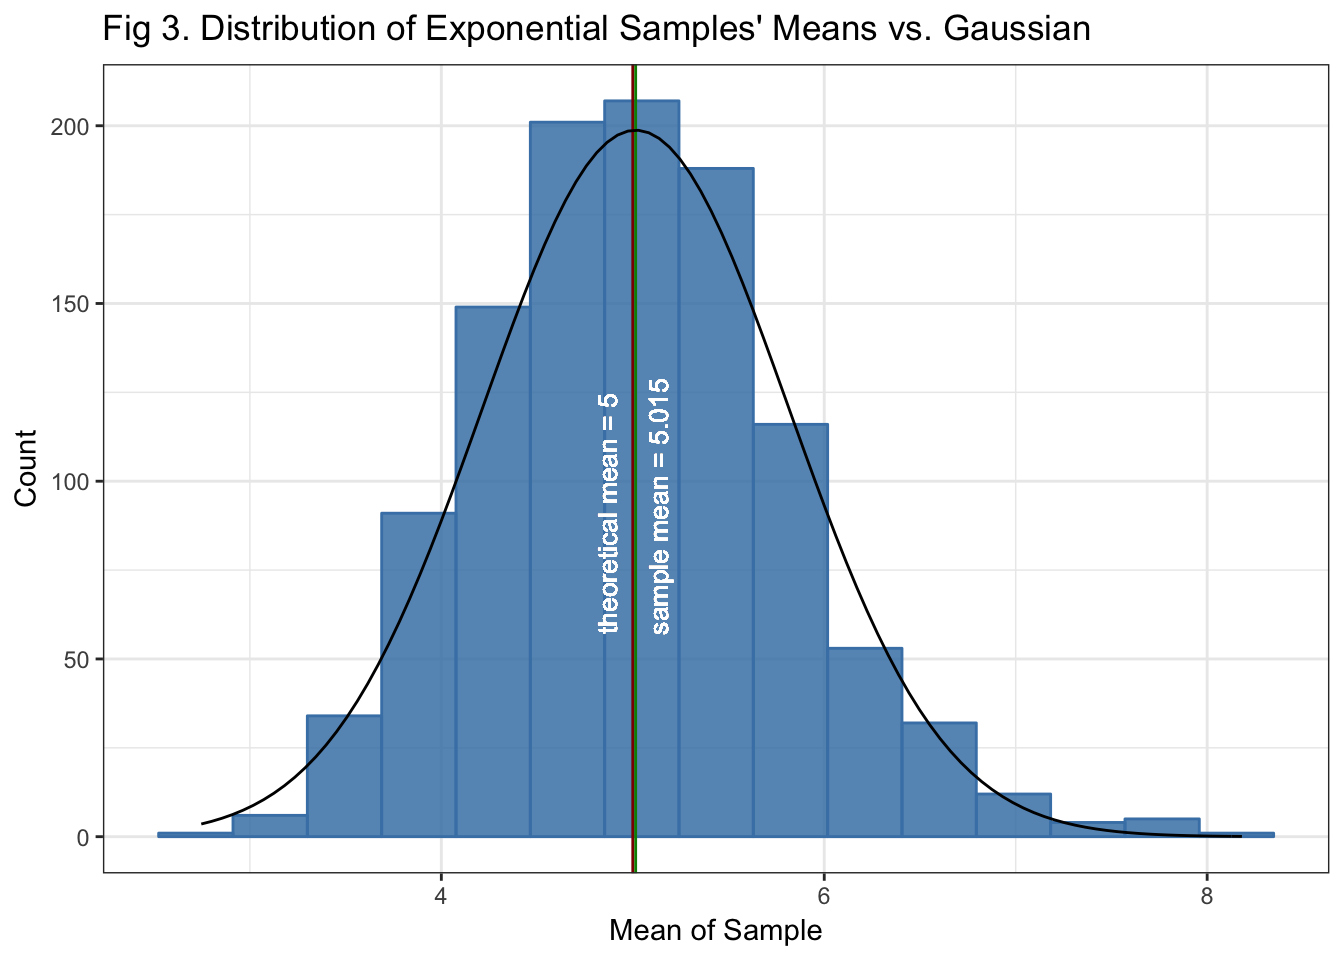 Fig 3. Distribution of Exponential Samples' Means vs. Gaussian
Count
200
150
100
50
0
theoretical mean = 5
sample mean = 5.015
4
6
8
Mean of Sample